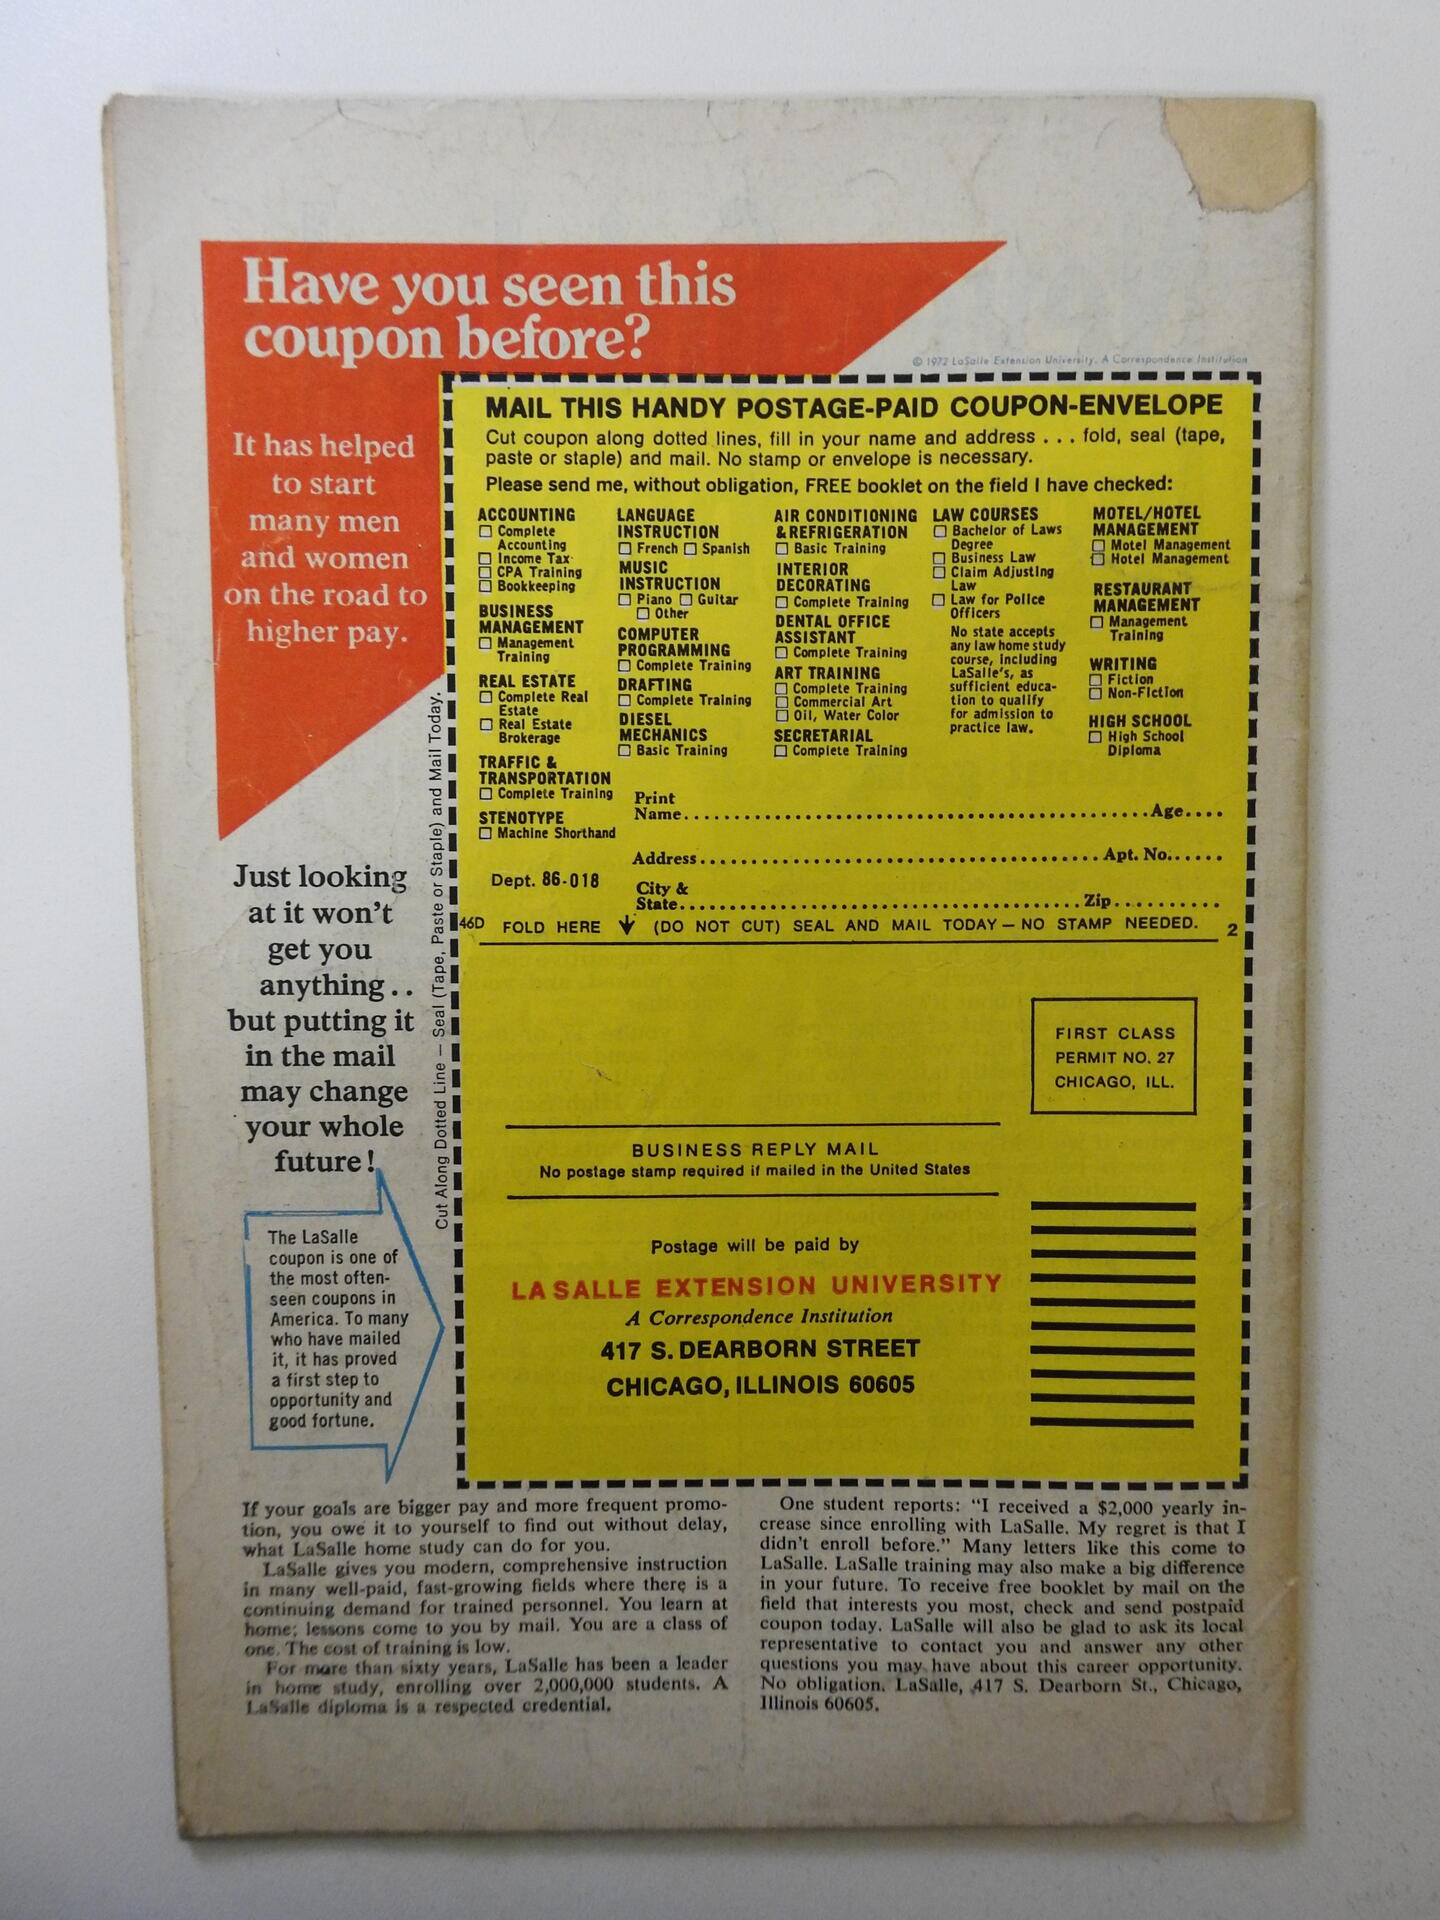 Have you seen this
coupon before?
© 1972 LaSalle Extension University. A Correspondence Institution
It has helped
to start
many men
and women
on the road to
higher pay.
Just looking
at it won't
get you
anything . .
but putting it
in the mail
may change
your whole
future!
The LaSalle
coupon is one of
the most often-
seen coupons in
America. To many
who have mailed
it, it has proved
a first step to
opportunity and
good fortune.
Cut Along Dotted Line — Seal (Tape, Paste or Staple) and Mail Today.
MAIL THIS HANDY POSTAGE-PAID COUPON-ENVELOPE
Cut coupon along dotted lines, fill in your name and address . . . fold, seal (tape,
paste or staple) and mail. No stamp or envelope is necessary.
Please send me, without obligation, FREE booklet on the field I have checked:
ACCOUNTING
Complete
Accounting
Income Tax
CPA Training
Bookkeeping
BUSINESS
MANAGEMENT
Management
Training
REAL ESTATE
Complete Real
Estate
Real Estate
Brokerage
TRAFFIC &
TRANSPORTATION
Complete Training
STENOTYPE
Machine Shorthand
LANGUAGE
INSTRUCTION
French Spanish
MUSIC
INSTRUCTION
Piano Guitar
Other
COMPUTER
PROGRAMMING
Complete Training
DRAFTING
Complete Training
DIESEL
MECHANICS
Basic Training
AIR CONDITIONING
& REFRIGERATION
Basic Training
INTERIOR
DECORATING
Complete Training
DENTAL OFFICE
ASSISTANT
Complete Training
ART TRAINING
Complete Training
Commercial Art
Oil, Water Color
SECRETARIAL
Complete Training
LAW COURSES
Bachelor of Laws
Degree
Business Law
Claim Adjusting
Law
Law for Police
Officers
No state accepts
any law home study
course, including
LaSalle's, as
sufficient educa-
tion to qualify
for admission to
practice law.
MOTEL/HOTEL
MANAGEMENT
Motel Management
Hotel Management
RESTAURANT
MANAGEMENT
Management
Training
WRITING
Fiction
Non-Fiction
HIGH SCHOOL
High School
Diploma
Print
Name Age
Address Apt. No.
Dept. 86-018
City &
State Zip
46D FOLD HERE ↓ (DO NOT CUT) SEAL AND MAIL TODAY — NO STAMP NEEDED. 2
FIRST CLASS
PERMIT NO. 27
CHICAGO, ILL.
BUSINESS REPLY MAIL
No postage stamp required if mailed in the United States
Postage will be paid by
LA SALLE EXTENSION UNIVERSITY
A Correspondence Institution
417 S. DEARBORN STREET
CHICAGO, ILLINOIS 60605
If your goals are bigger pay and more frequent promo-
tion, you owe it to yourself to find out without delay,
what LaSalle home study can do for you.
LaSalle gives you modern, comprehensive instruction
in many well-paid, fast-growing fields where there is a
continuing demand for trained personnel. You learn at
home; lessons come to you by mail. You are a class of
one. The cost of training is low.
For more than sixty years, LaSalle has been a leader
in home study, enrolling over 2,000,000 students. A
LaSalle diploma is a respected credential.
One student reports: "I received a $2,000 yearly in-
crease since enrolling with LaSalle. My regret is that I
didn't enroll before." Many letters like this come to
LaSalle. LaSalle training may also make a big difference
in your future. To receive free booklet by mail on the
field that interests you most, check and send postpaid
coupon today. LaSalle will also be glad to ask its local
representative to contact you and answer any other
questions you may have about this career opportunity.
No obligation. LaSalle, 417 S. Dearborn St., Chicago,
Illinois 60605.